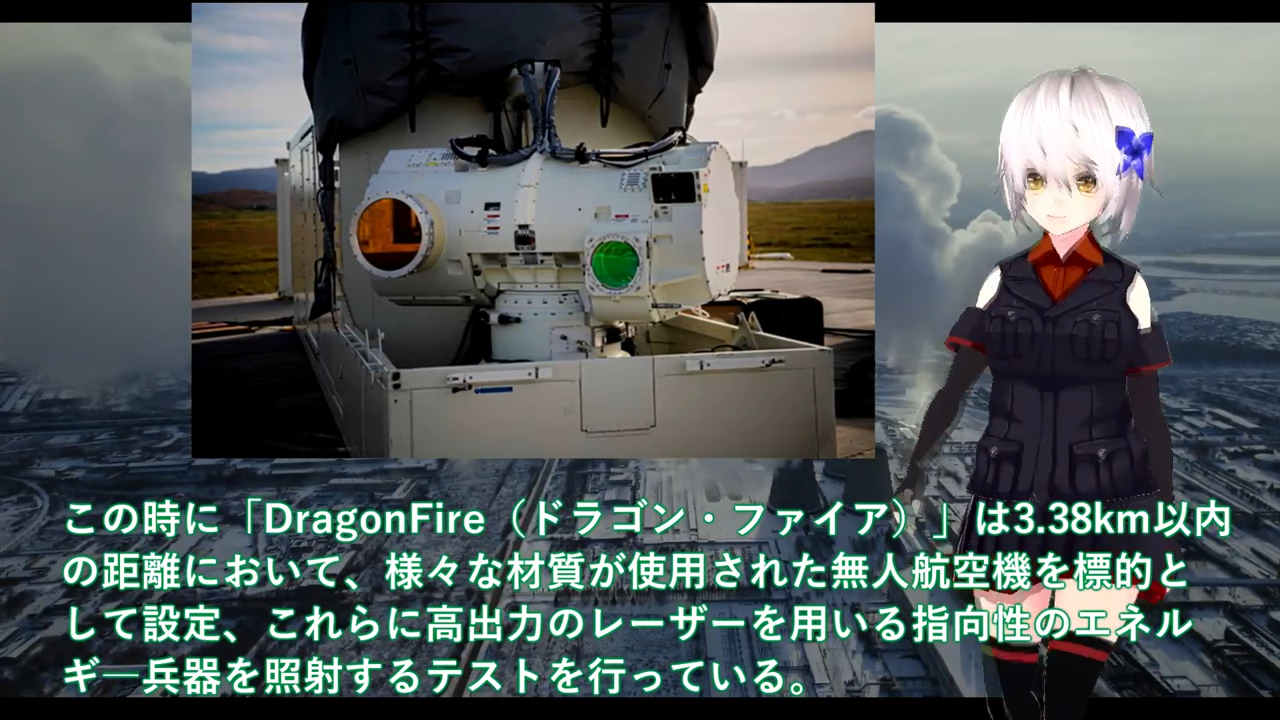 この時に「DragonFire（ドラゴン・ファイア）」は3.38km以内
の距離において、様々な材質が使用された無人航空機を標的と
して設定、これらに高出力のレーザーを用いる指向性のエネル
ギ―兵器を照射するテストを行っている。